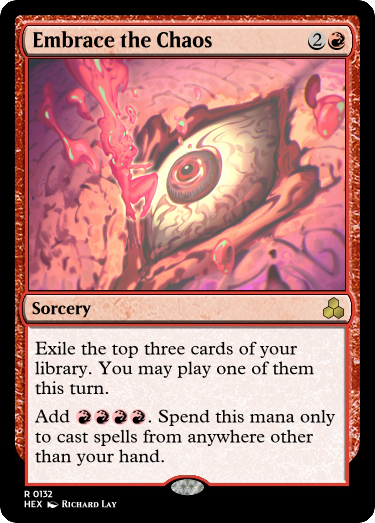 Embrace the Chaos 2
Sorcery
Exile the top three cards of your
library. You may play one of them
this turn.
Add . Spend this mana only
to cast spells from anywhere other
than your hand.
R 0132
HEX Richard Lay